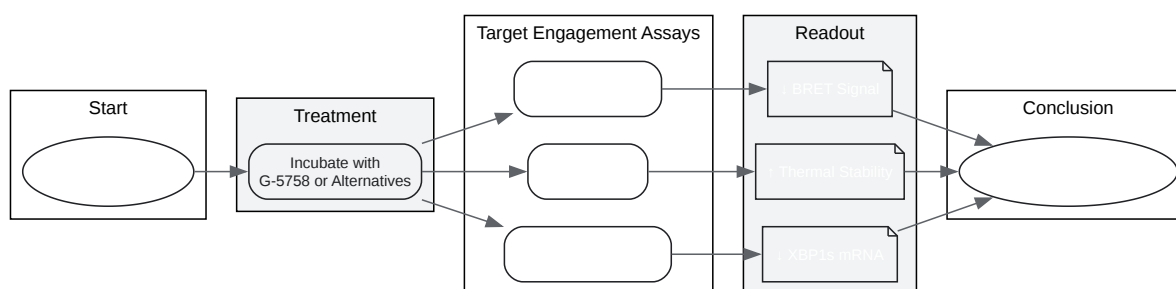 Start
Treatment
Incubate with
G-5758 or Alternatives
Target Engagement Assays
Readout
↓ BRET Signal
↑ Thermal Stability
↓ XBP1s mRNA
Conclusion